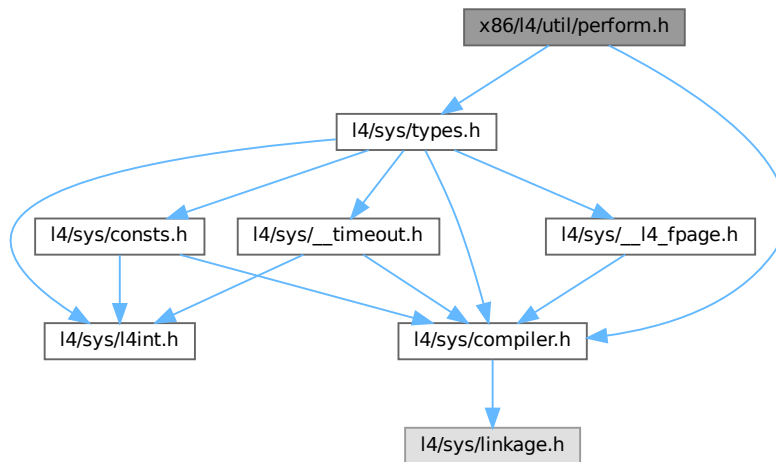 x86/l4/util/perform.h
l4/sys/types.h
l4/sys/consts.h
l4/sys/__timeout.h
l4/sys/__l4_fpage.h
l4/sys/l4int.h
l4/sys/compiler.h
l4/sys/linkage.h